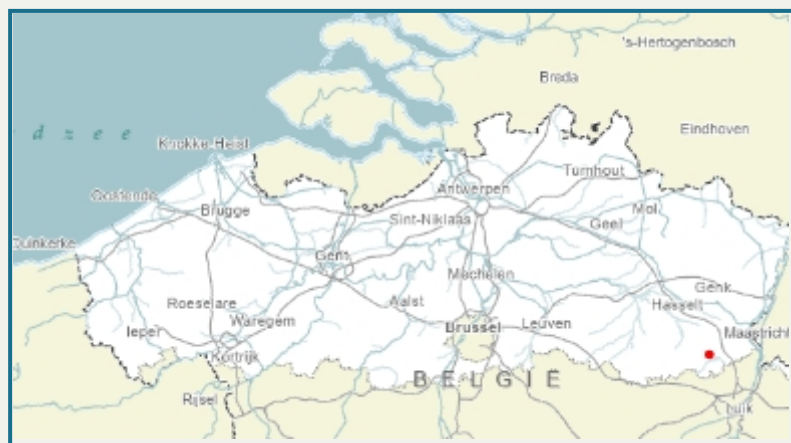 's-Hertogenbosch
Breda
d z e e
Eindhoven
Knokke-Heist
Turnhout
Antwerpen
Oostende
Mol
Brugge
Sint-Niklaas
Geel
Duinkerke
Gent
Mechelen
Genk
Roeselare
Aalst
Hasselt
Ieper
Waregem
Brussel
Leuven
Maastricht
Kortrijk
BELGIË
Rijsel
Luik